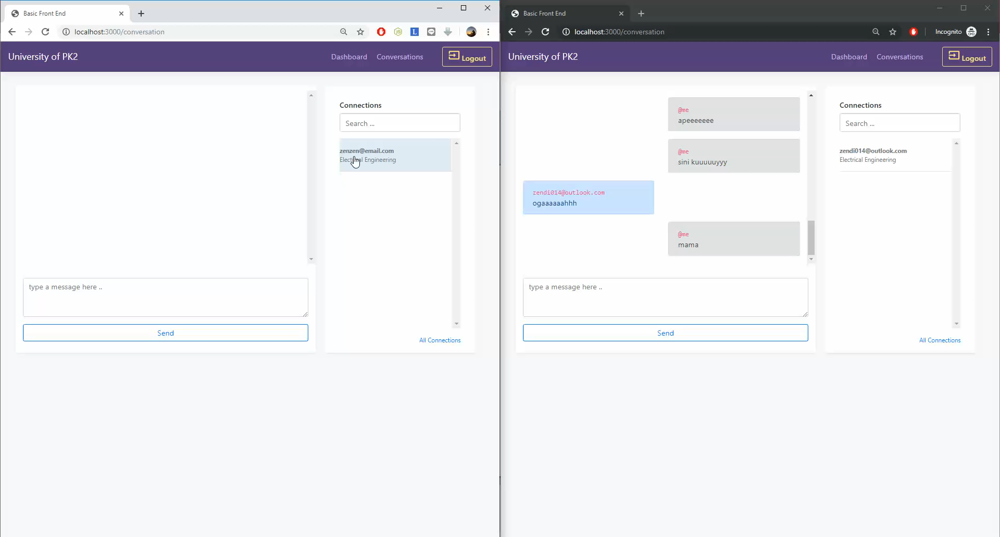 Basic Front End
localhost:3000/conversation
University of PK2
Dashboard
Conversations
Logout
Connections
Search ...
zenzen@email.com
Electrical Engineering
type a message here ..
Send
All Connections
Basic Front End
localhost:3000/conversation
Incognito
University of PK2
Dashboard
Conversations
Logout
@me
apeeeeeee
@me
sini kuuuuuyyy
zendi014@outlook.com
ogaaaaaahhh
@me
mama
type a message here ..
Send
Connections
Search ...
zendi014@outlook.com
Electrical Engineering
All Connections